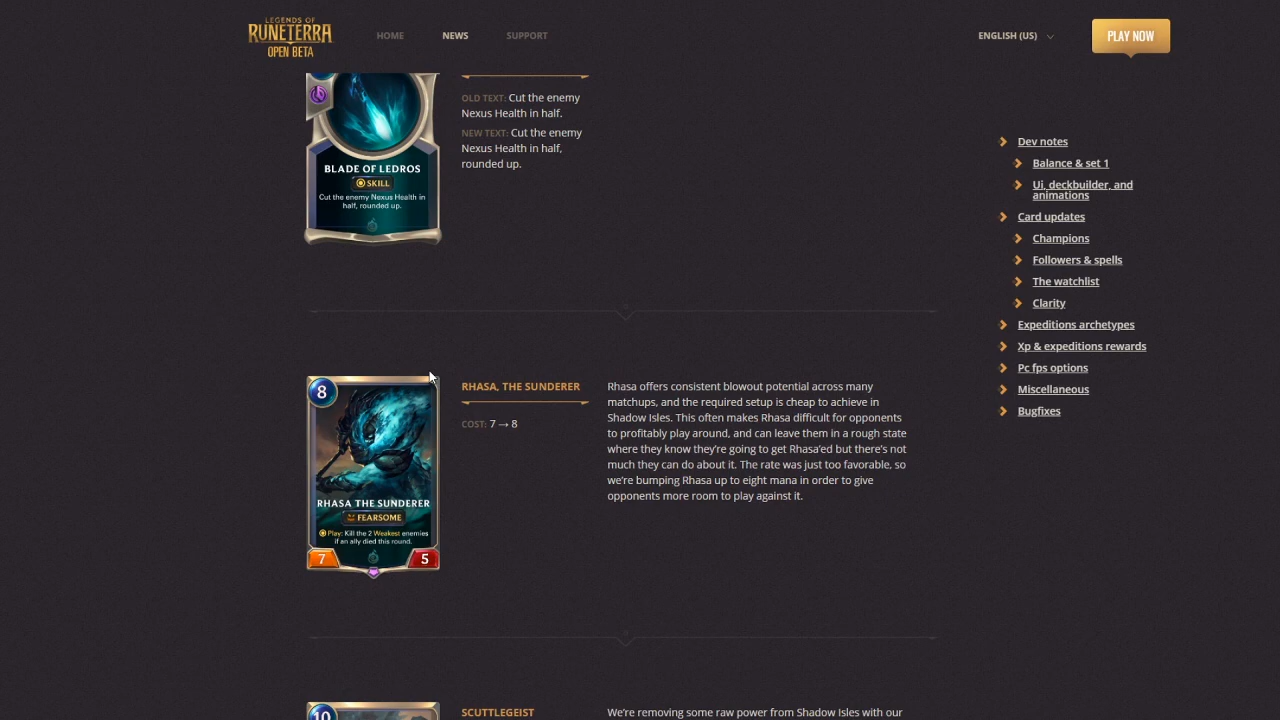 LEGENDS OF
RUNETERRA
OPEN BETA
HOME
NEWS
SUPPORT
ENGLISH (US)
PLAY NOW
BLADE OF LEDROS
SKILL
Cut the enemy Nexus Health in
half, rounded up.
OLD TEXT: Cut the enemy
Nexus Health in half.
NEW TEXT: Cut the enemy
Nexus Health in half,
rounded up.
8
RHASA THE SUNDERER
FEARSOME
Play: Kill the 2 Weakest enemies
if an ally died this round.
7
5
RHASA, THE SUNDERER
COST: 7 → 8
Rhasa offers consistent blowout potential across many
matchups, and the required setup is cheap to achieve in
Shadow Isles. This often makes Rhasa difficult for opponents
to profitably play around, and can leave them in a rough state
where they know they're going to get Rhasa'ed but there's not
much they can do about it. The rate was just too favorable, so
we're bumping Rhasa up to eight mana in order to give
opponents more room to play against it.
10
SCUTTLEGEIST
We're removing some raw power from Shadow Isles with our
Dev notes
Balance & set 1
Ui, deckbuilder, and
animations
Card updates
Champions
Followers & spells
The watchlist
Clarity
Expeditions archetypes
Xp & expeditions rewards
Pc fps options
Miscellaneous
Bugfixes